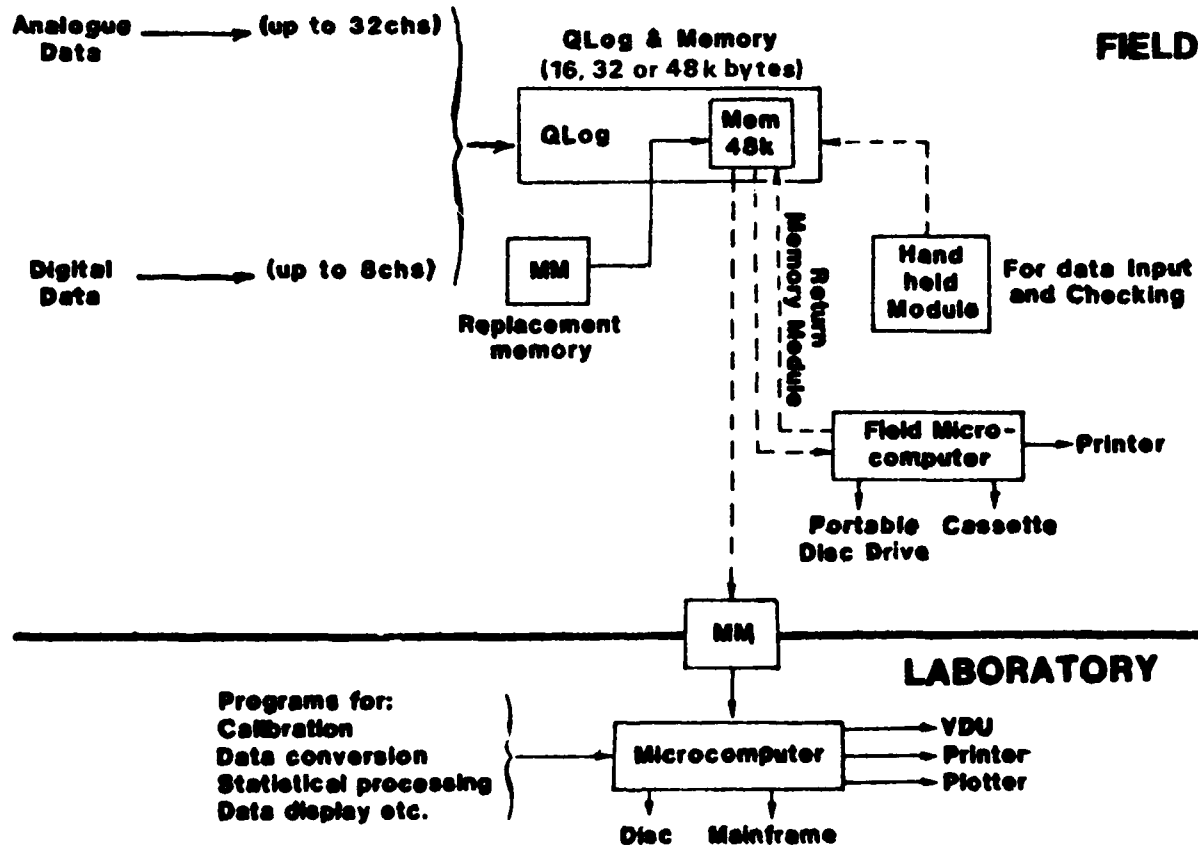 Analogue
Data
(up to 32chs)
QLog & Memory
(16, 32 or 48k bytes)
FIELD
QLog
Mem
48k
Digital
Data
(up to 8chs)
MM
Replacement
memory
Return
Memory Module
Hand
held
Module
For data input
and Checking
Field Micro-
computer
Printer
Portable
Disc Drive
Cassette
MM
LABORATORY
Programs for:
Calibration
Data conversion
Statistical processing
Data display etc.
Microcomputer
VDU
Printer
Plotter
Disc
Mainframe